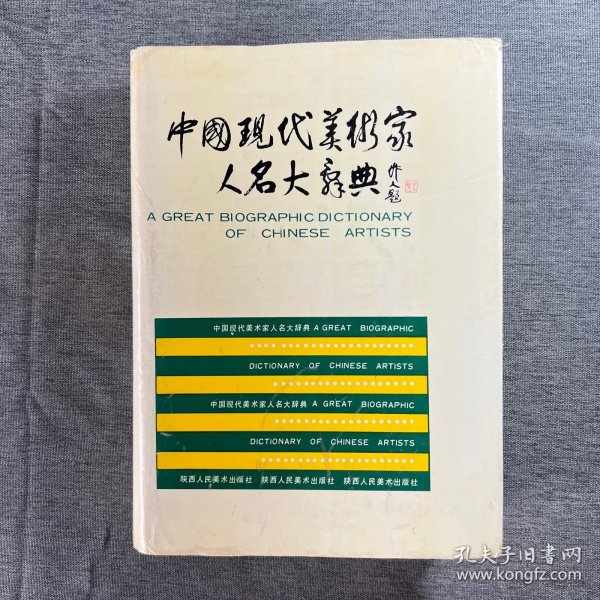 中國現代美術家
人名大辭典 作人題
A GREAT BIOGRAPHIC DICTIONARY
OF CHINESE ARTISTS
中国现代美术家人名大辞典 A GREAT BIOGRAPHIC
DICTIONARY OF CHINESE ARTISTS
中国现代美术家人名大辞典 A GREAT BIOGRAPHIC
DICTIONARY OF CHINESE ARTISTS
陕西人民美术出版社 陕西人民美术出版社 陕西人民美术出版社
孔夫子旧书网
www.kongfz.com